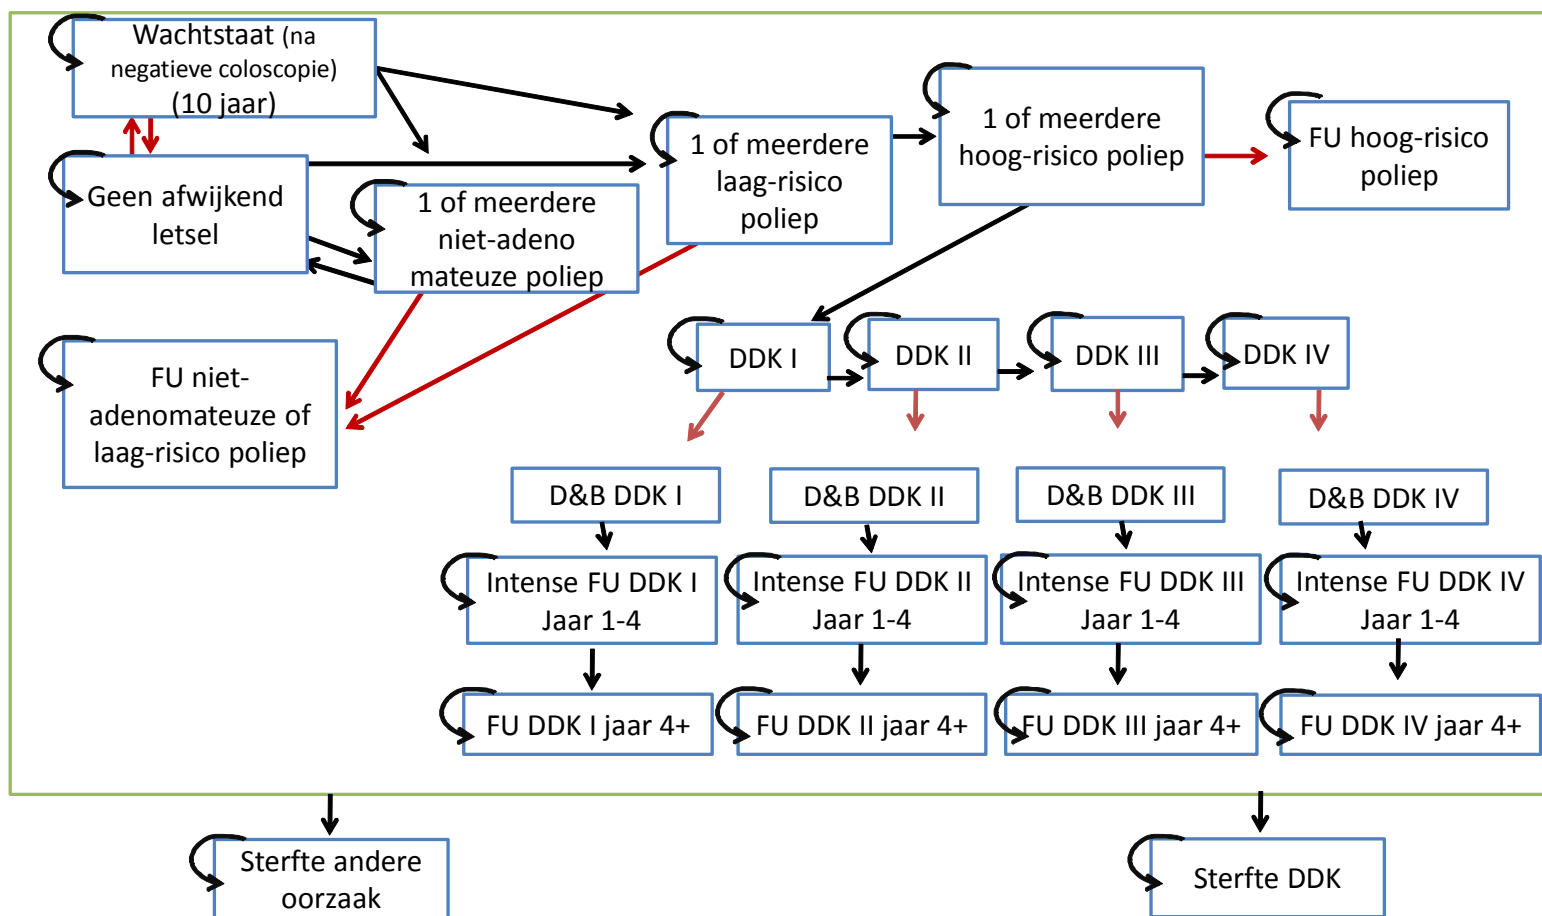 Wachtstaat (na
negatieve coloscopie)
(10 jaar)
Geen afwijkend
letsel
1 of meerdere
niet-adeno
mateuze poliep
1 of meerdere
laag-risico
poliep
1 of meerdere
hoog-risico poliep
FU hoog-risico
poliep
FU niet-
adenomateuze of
laag-risico poliep
DDK I
DDK II
DDK III
DDK IV
D&B DDK I
D&B DDK II
D&B DDK III
D&B DDK IV
Intense FU DDK I
Jaar 1-4
Intense FU DDK II
Jaar 1-4
Intense FU DDK III
Jaar 1-4
Intense FU DDK IV
Jaar 1-4
FU DDK I jaar 4+
FU DDK II jaar 4+
FU DDK III jaar 4+
FU DDK IV jaar 4+
Sterfte andere
oorzaak
Sterfte DDK